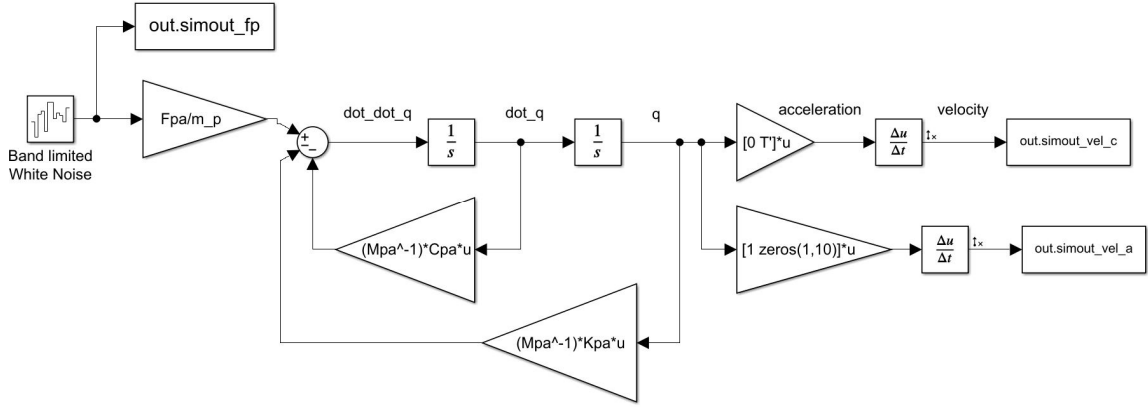 out.simout_fp
Band limited
White Noise
Fpa/m_p
+
−
−
dot_dot_q
1
s
dot_q
1
s
q
[0 T']*u
acceleration
Δu
Δt
velocity
out.simout_vel_c
(Mpa^-1)*Cpa*u
[1 zeros(1,10)]*u
Δu
Δt
out.simout_vel_a
(Mpa^-1)*Kpa*u